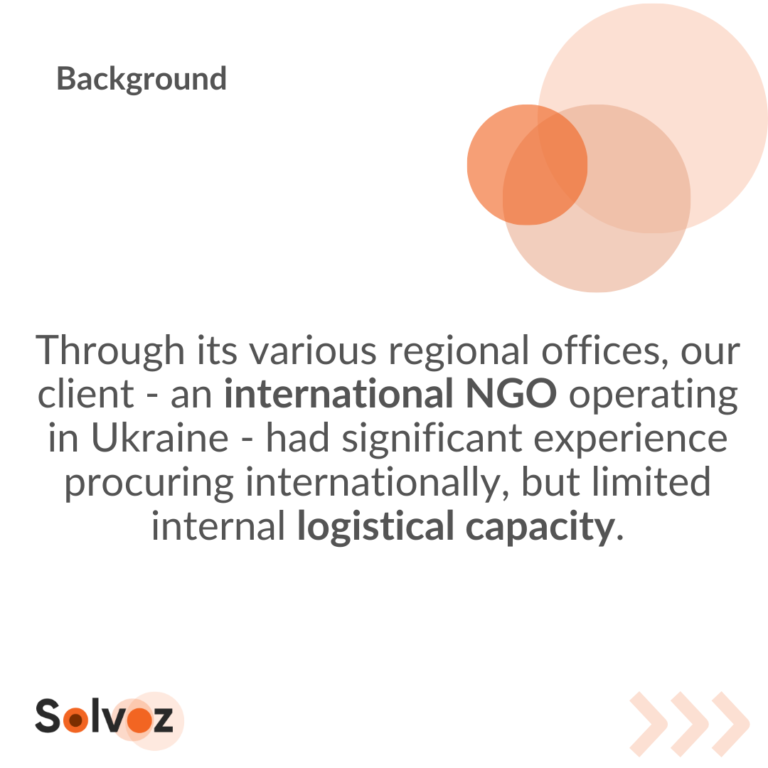 Background
Through its various regional offices, our
client - an international NGO operating
in Ukraine - had significant experience
procuring internationally, but limited
internal logistical capacity.
Solvoz